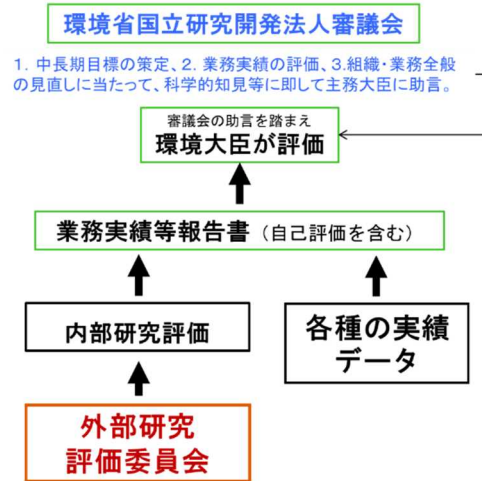 環境省国立研究開発法人審議会
1. 中長期目標の策定、2. 業務実績の評価、3.組織・業務全般
の見直しに当たって、科学的知見等に即して主務大臣に助言。
審議会の助言を踏まえ
環境大臣が評価
業務実績等報告書（自己評価を含む）
内部研究評価
各種の実績
データ
外部研究
評価委員会